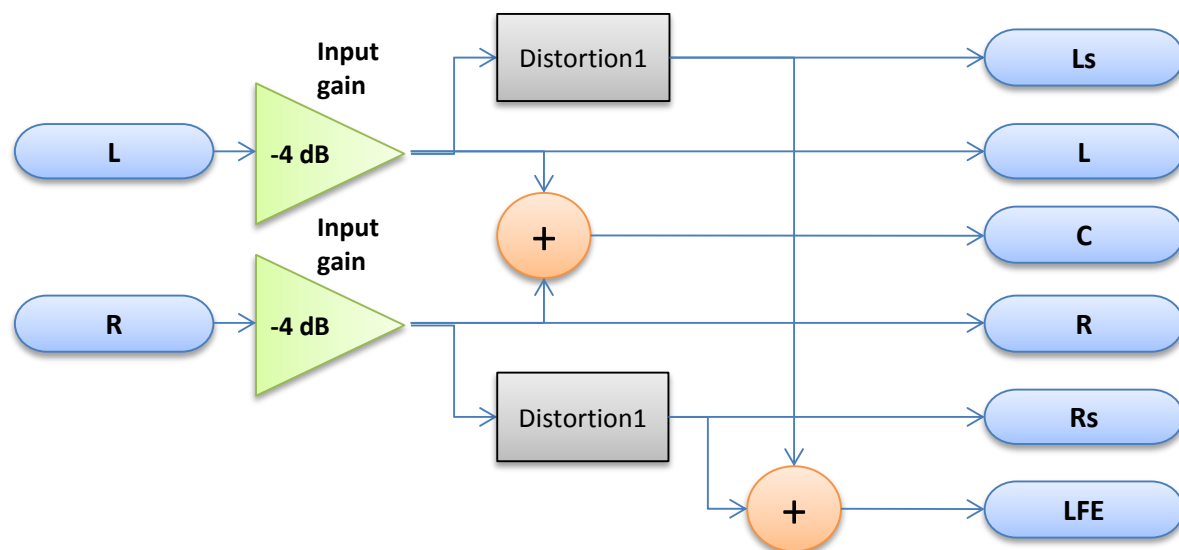 Input
gain
Distortion1
Ls
L
-4 dB
L
+
C
Input
gain
R
-4 dB
R
Distortion1
Rs
+
LFE